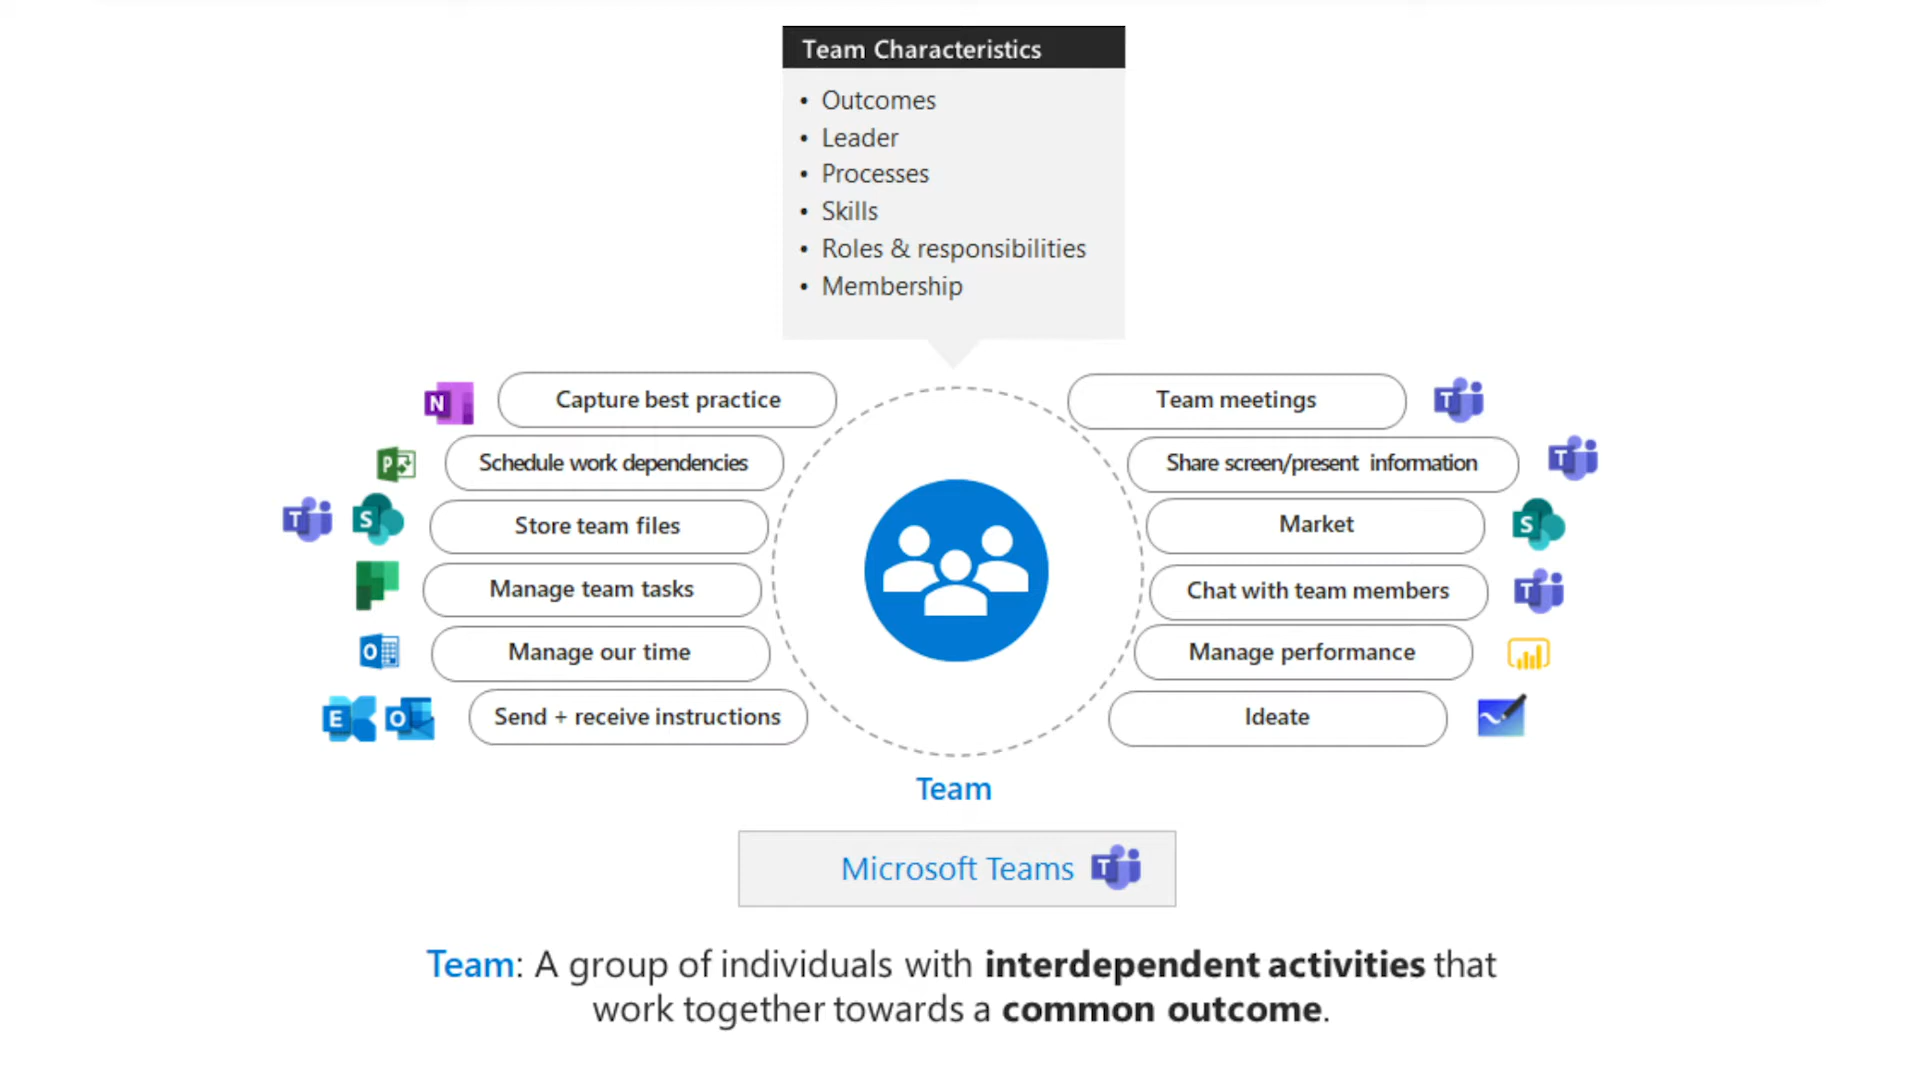 Team Characteristics
• Outcomes
• Leader
• Processes
• Skills
• Roles & responsibilities
• Membership
N
Capture best practice
P
Schedule work dependencies
T
S
Store team files
Manage team tasks
O
Manage our time
E
O
Send + receive instructions
Team meetings
T
Share screen/present information
T
Market
S
Chat with team members
T
Manage performance
Ideate
Team
Microsoft Teams
T
Team: A group of individuals with interdependent activities that
work together towards a common outcome.